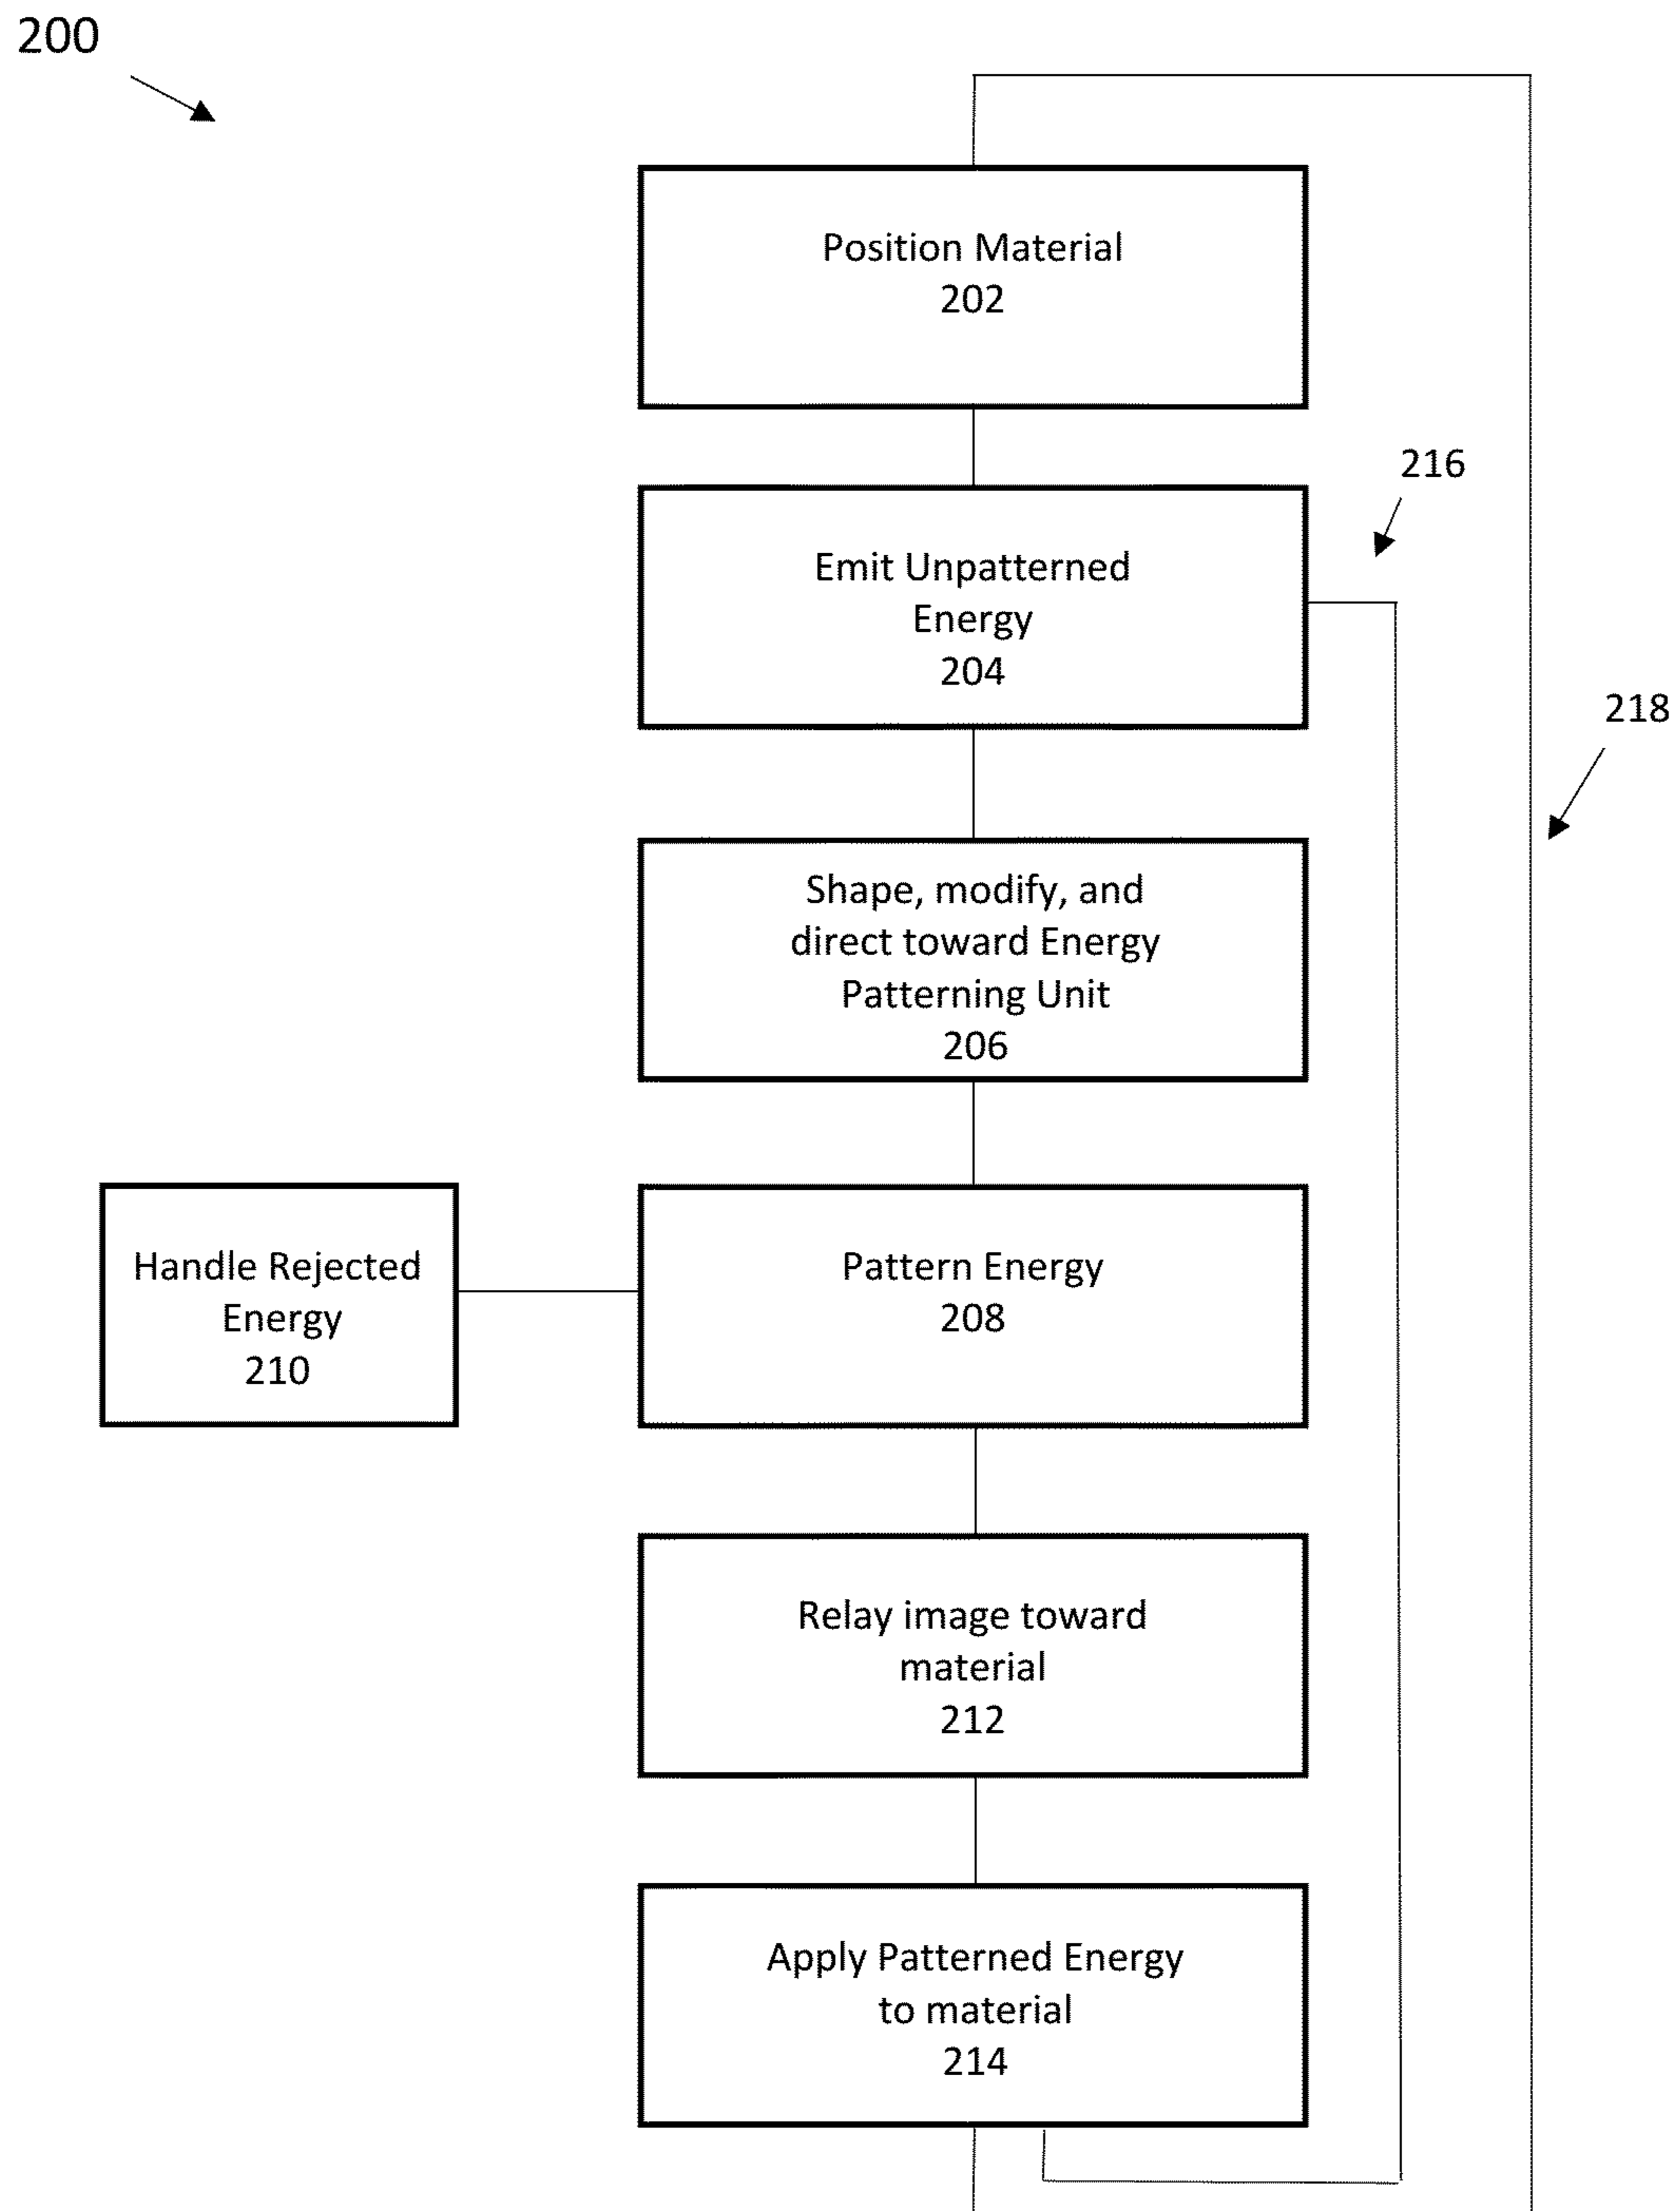 200
Position Material
202
216
Emit Unpatterned
Energy
204
218
Shape, modify, and
direct toward Energy
Patterning Unit
206
Handle Rejected
Energy
210
Pattern Energy
208
Relay image toward
material
212
Apply Patterned Energy
to material
214